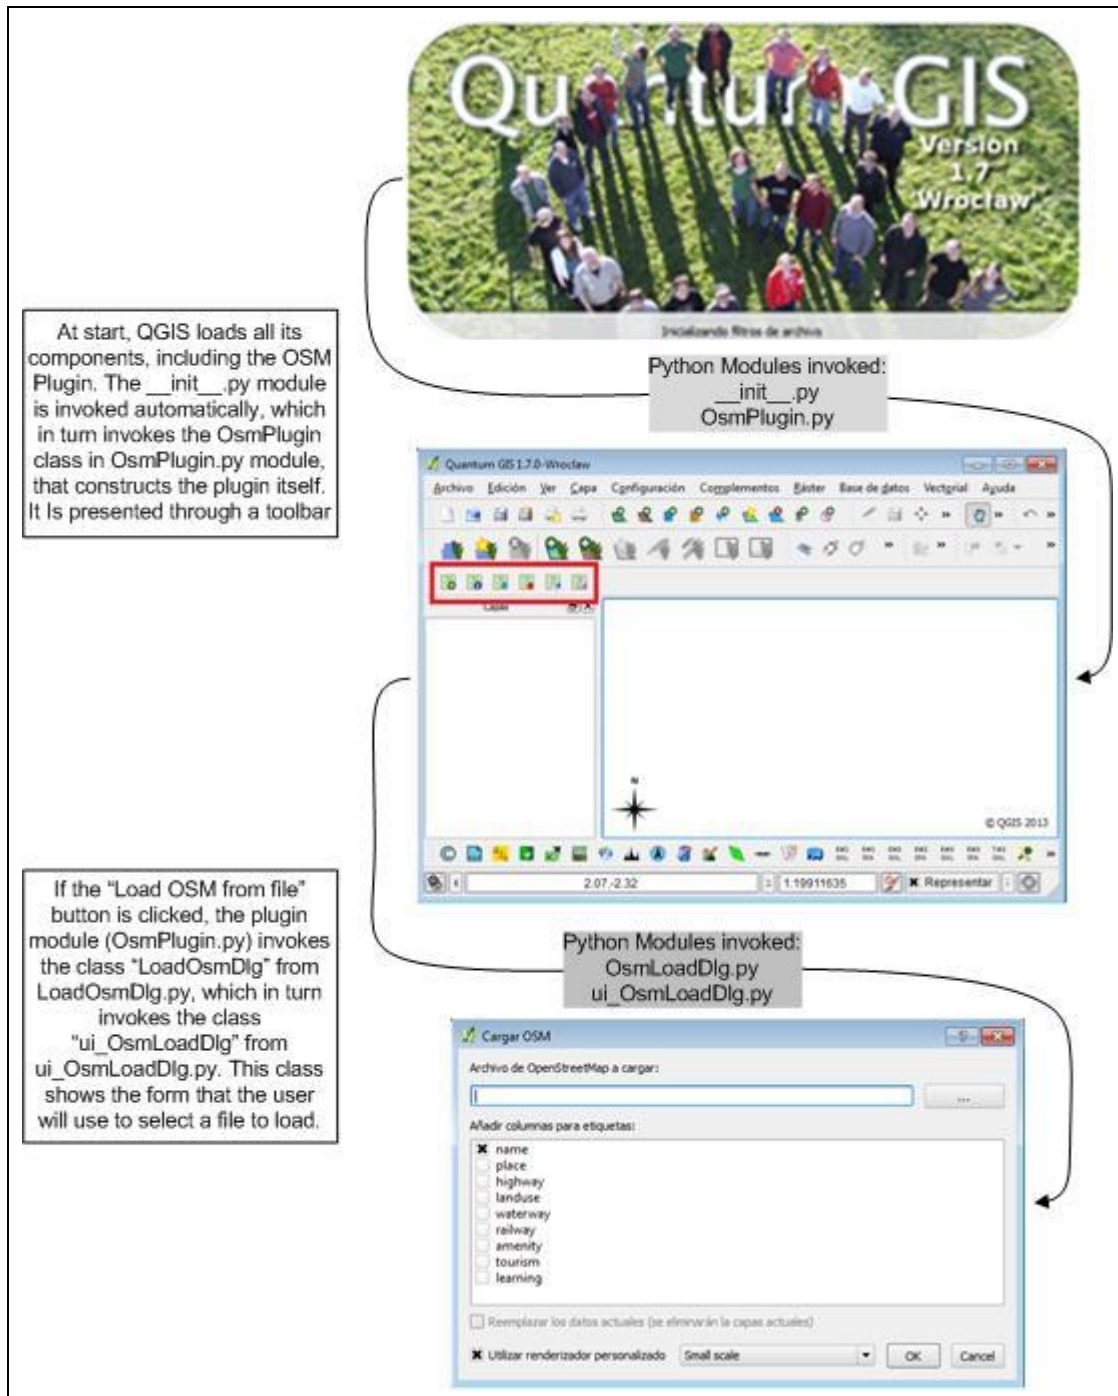 Quantum GIS
Version
1.7
'Wrocław'
Inicializando filtros de archivo
At start, QGIS loads all its
components, including the OSM
Plugin. The __init__.py module
is invoked automatically, which
in turn invokes the OsmPlugin
class in OsmPlugin.py module,
that constructs the plugin itself.
It Is presented through a toolbar
Python Modules invoked:
__init__.py
OsmPlugin.py
Quantum GIS 1.7.0-Wrocław
Archivo Edición Ver Capa Configuración Complementos Ráster Base de datos Vectorial Ayuda
Capas
N
© QGIS 2013
2.07,-2.32 1:19911635 Representar
If the “Load OSM from file”
button is clicked, the plugin
module (OsmPlugin.py) invokes
the class “LoadOsmDlg” from
LoadOsmDlg.py, which in turn
invokes the class
“ui_OsmLoadDlg” from
ui_OsmLoadDlg.py. This class
shows the form that the user
will use to select a file to load.
Python Modules invoked:
OsmLoadDlg.py
ui_OsmLoadDlg.py
Cargar OSM
Archivo de OpenStreetMap a cargar:
...
Añadir columnas para etiquetas:
name
place
highway
landuse
waterway
railway
amenity
tourism
learning
Reemplazar los datos actuales (se eliminarán la capas actuales)
Utilizar renderizador personalizado Small scale OK Cancel